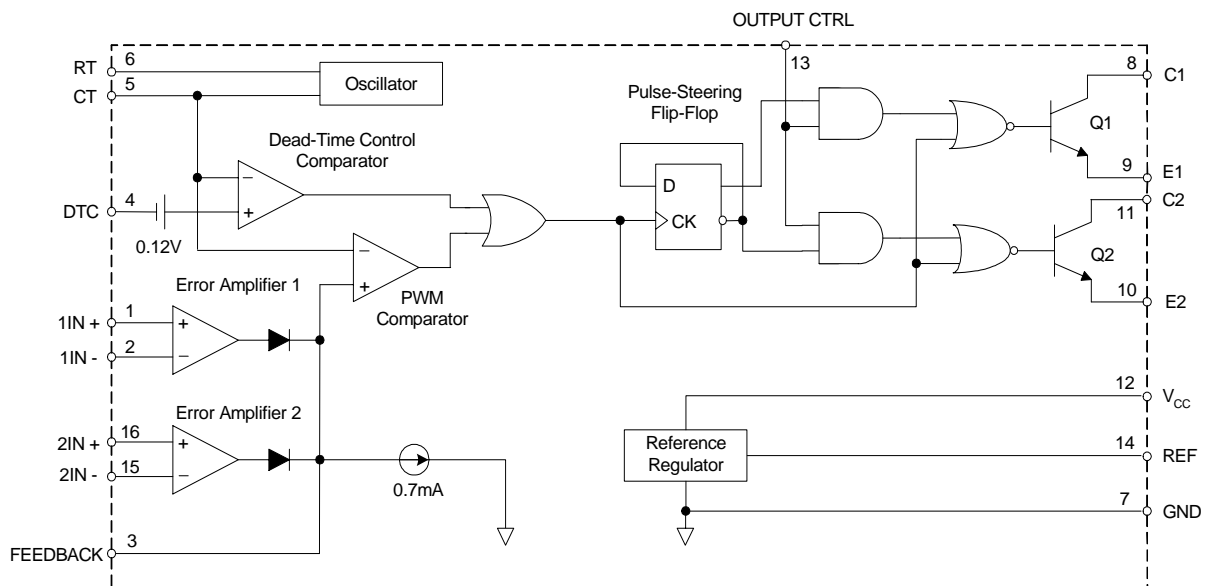 OUTPUT CTRL
13
RT
6
CT
5
Oscillator
Pulse-Steering
Flip-Flop
8
C1
Q1
9
E1
Dead-Time Control
Comparator
−
+
D
CK
DTC
4
0.12V
C2
11
Q2
10
E2
−
+
PWM
Comparator
Error Amplifier 1
1IN +
1
+
1IN -
2
−
Error Amplifier 2
2IN +
16
+
2IN -
15
−
0.7mA
12
VCC
Reference
Regulator
14
REF
7
GND
FEEDBACK
3